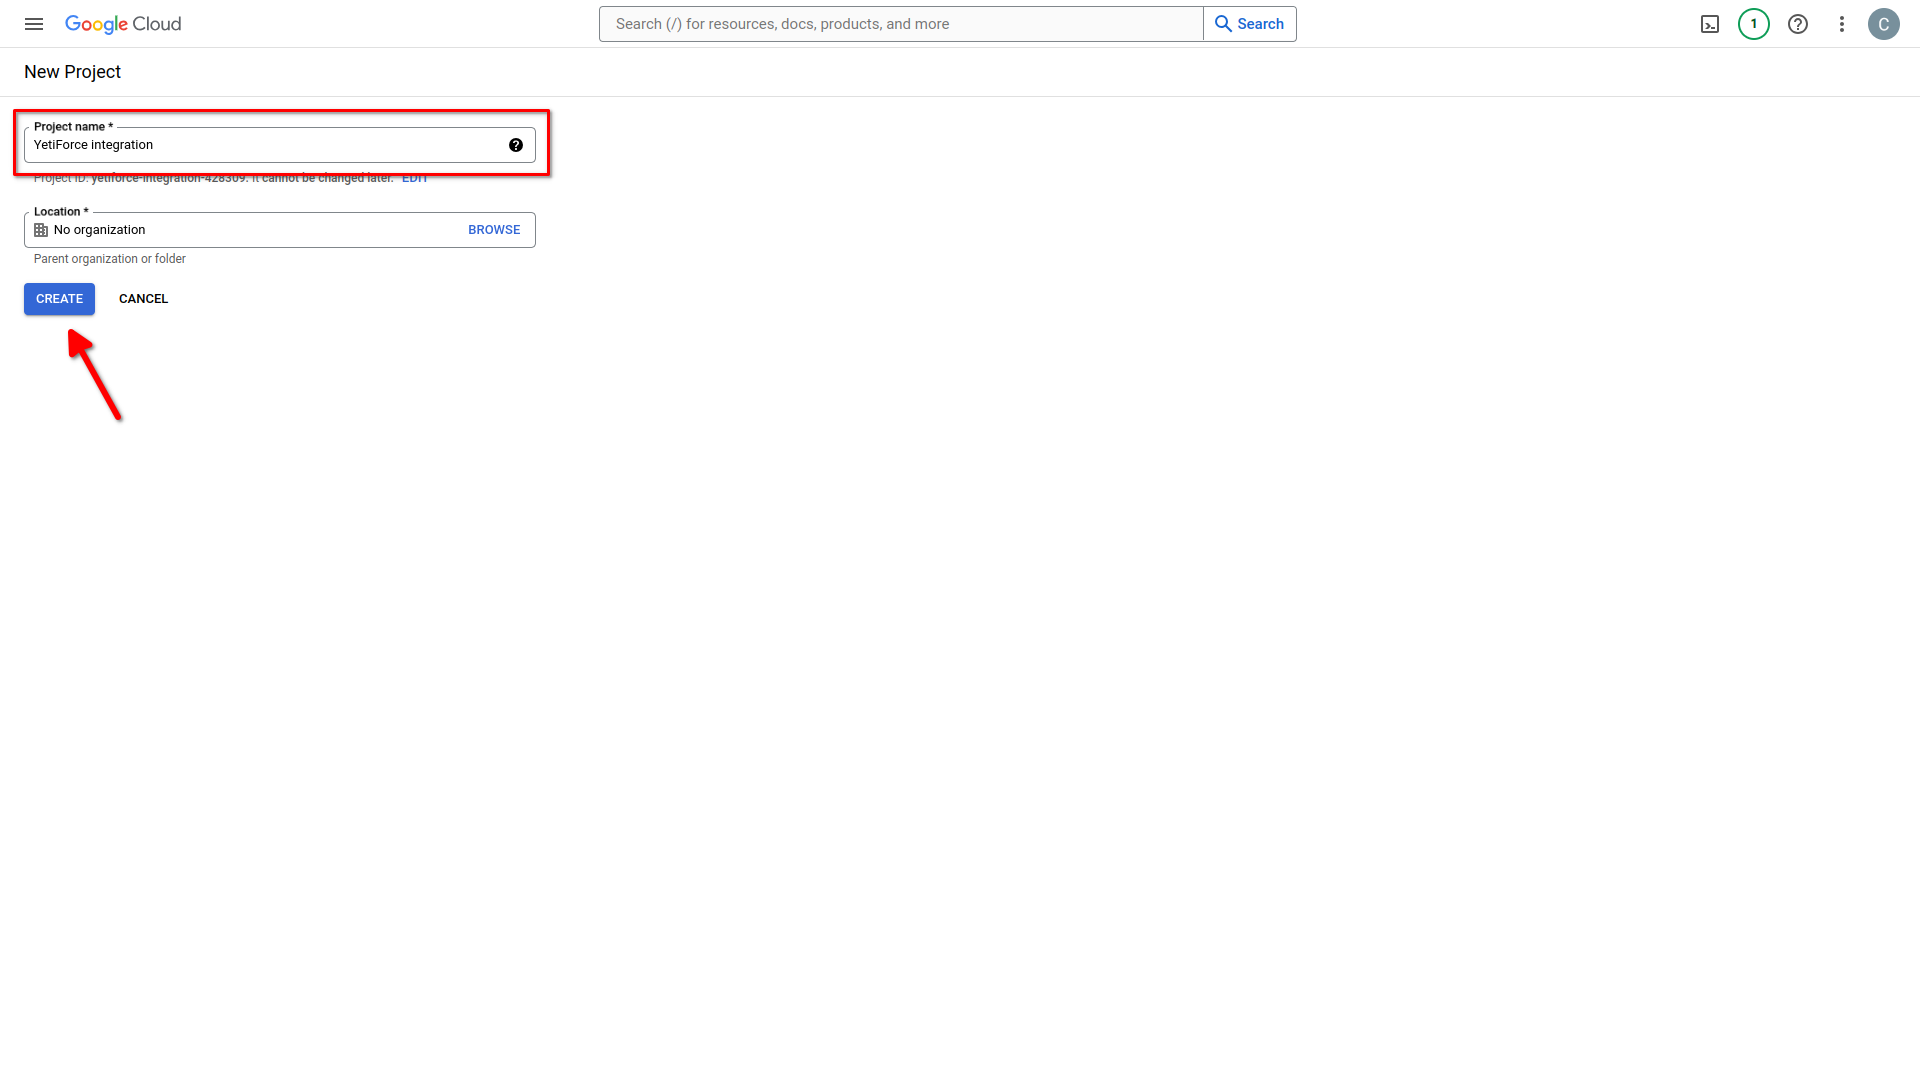 Google Cloud
Search (/) for resources, docs, products, and more
Search
1
C
New Project
Project name *
YetiForce integration
Project ID: yetiforce-integration-428309. It cannot be changed later. EDIT
Location *
No organization
BROWSE
Parent organization or folder
CREATE
CANCEL